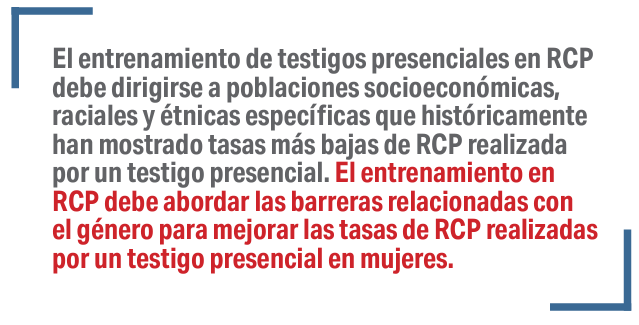 El entrenamiento de testigos presenciales en RCP
debe dirigirse a poblaciones socioeconómicas,
raciales y étnicas específicas que históricamente
han mostrado tasas más bajas de RCP realizada
por un testigo presencial. El entrenamiento en
RCP debe abordar las barreras relacionadas con
el género para mejorar las tasas de RCP realizadas
por un testigo presencial en mujeres.